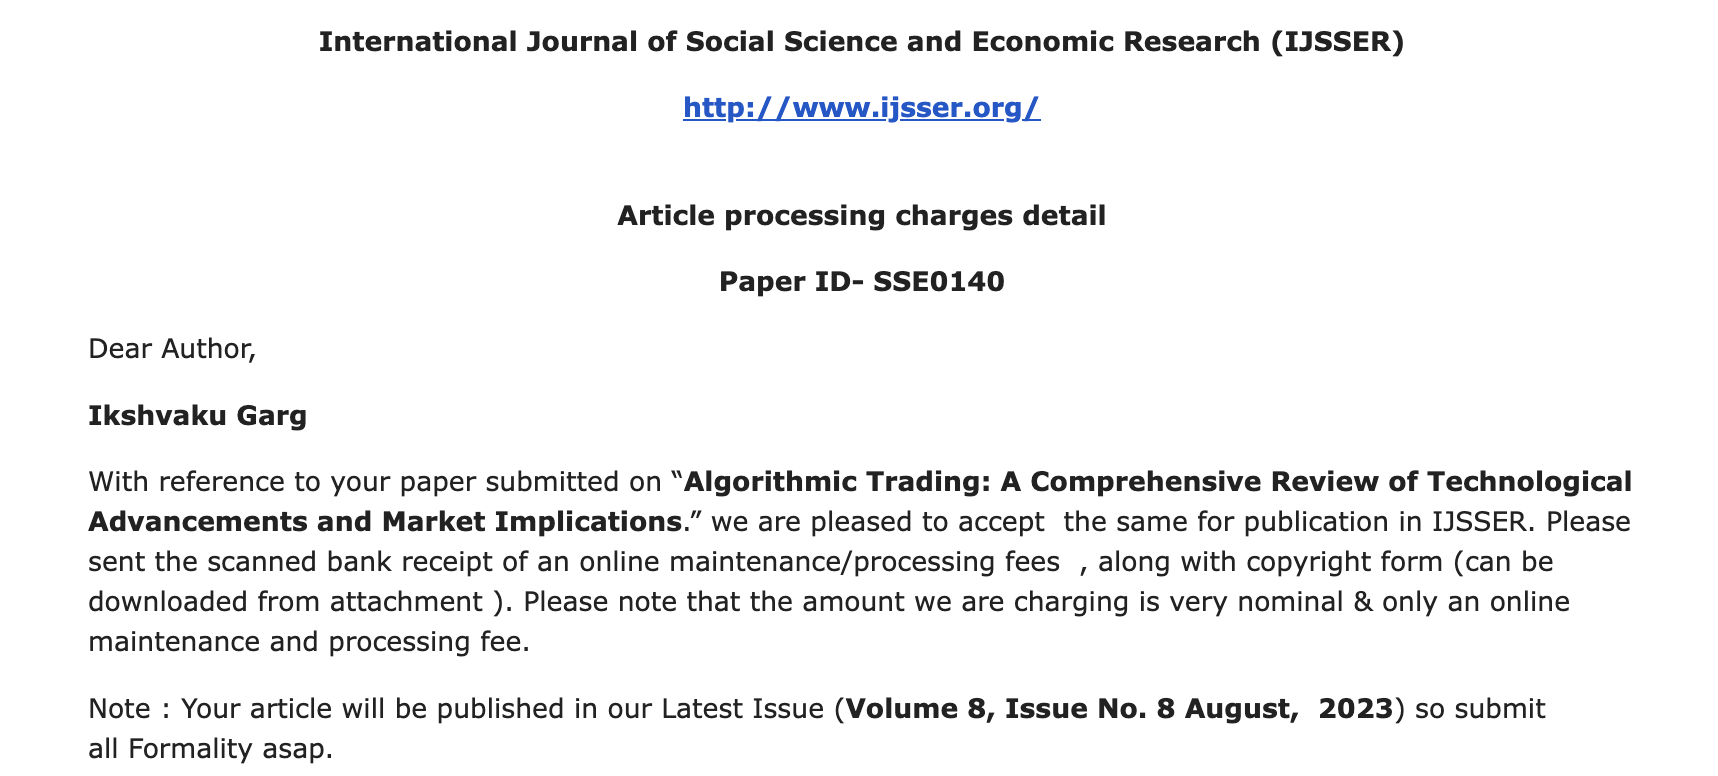 International Journal of Social Science and Economic Research (IJSSER)
http://www.ijsser.org/
Article processing charges detail
Paper ID- SSE0140
Dear Author,
Ikshvaku Garg
With reference to your paper submitted on “Algorithmic Trading: A Comprehensive Review of Technological
Advancements and Market Implications.” we are pleased to accept  the same for publication in IJSSER. Please
sent the scanned bank receipt of an online maintenance/processing fees  , along with copyright form (can be
downloaded from attachment ). Please note that the amount we are charging is very nominal & only an online
maintenance and processing fee.
Note : Your article will be published in our Latest Issue (Volume 8, Issue No. 8 August,  2023) so submit
all Formality asap.